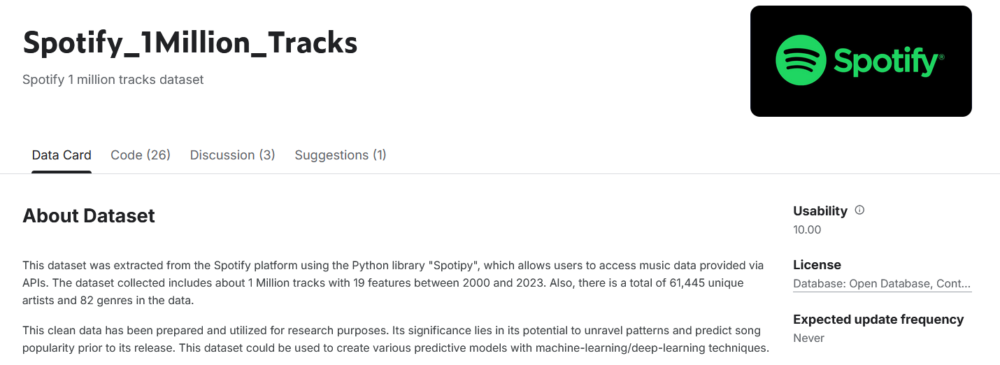 Spotify_1Million_Tracks
Spotify 1 million tracks dataset
Spotify®
Data Card
Code (26)
Discussion (3)
Suggestions (1)
About Dataset
This dataset was extracted from the Spotify platform using the Python library "Spotipy", which allows users to access music data provided via
APIs. The dataset collected includes about 1 Million tracks with 19 features between 2000 and 2023. Also, there is a total of 61,445 unique
artists and 82 genres in the data.
This clean data has been prepared and utilized for research purposes. Its significance lies in its potential to unravel patterns and predict song
popularity prior to its release. This dataset could be used to create various predictive models with machine-learning/deep-learning techniques.
Usability
10.00
License
Database: Open Database, Cont...
Expected update frequency
Never